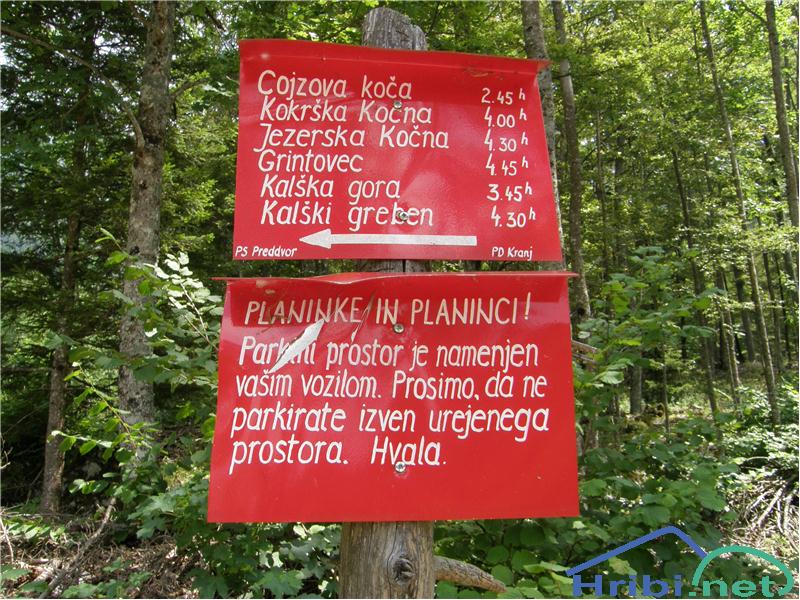 Cojzova koča 2.45 h
Kokrška Kočna 4.00 h
Jezerska Kočna 4.30 h
Grintovec 4.45 h
Kalška gora 3.45 h
Kalški greben 4.30 h
PS Preddvor PD Kranj
PLANINKE IN PLANINCI!
Parkirni prostor je namenjen
vašim vozilom. Prosimo, da ne
parkirate izven urejenega
prostora. Hvala.
Hribi.net